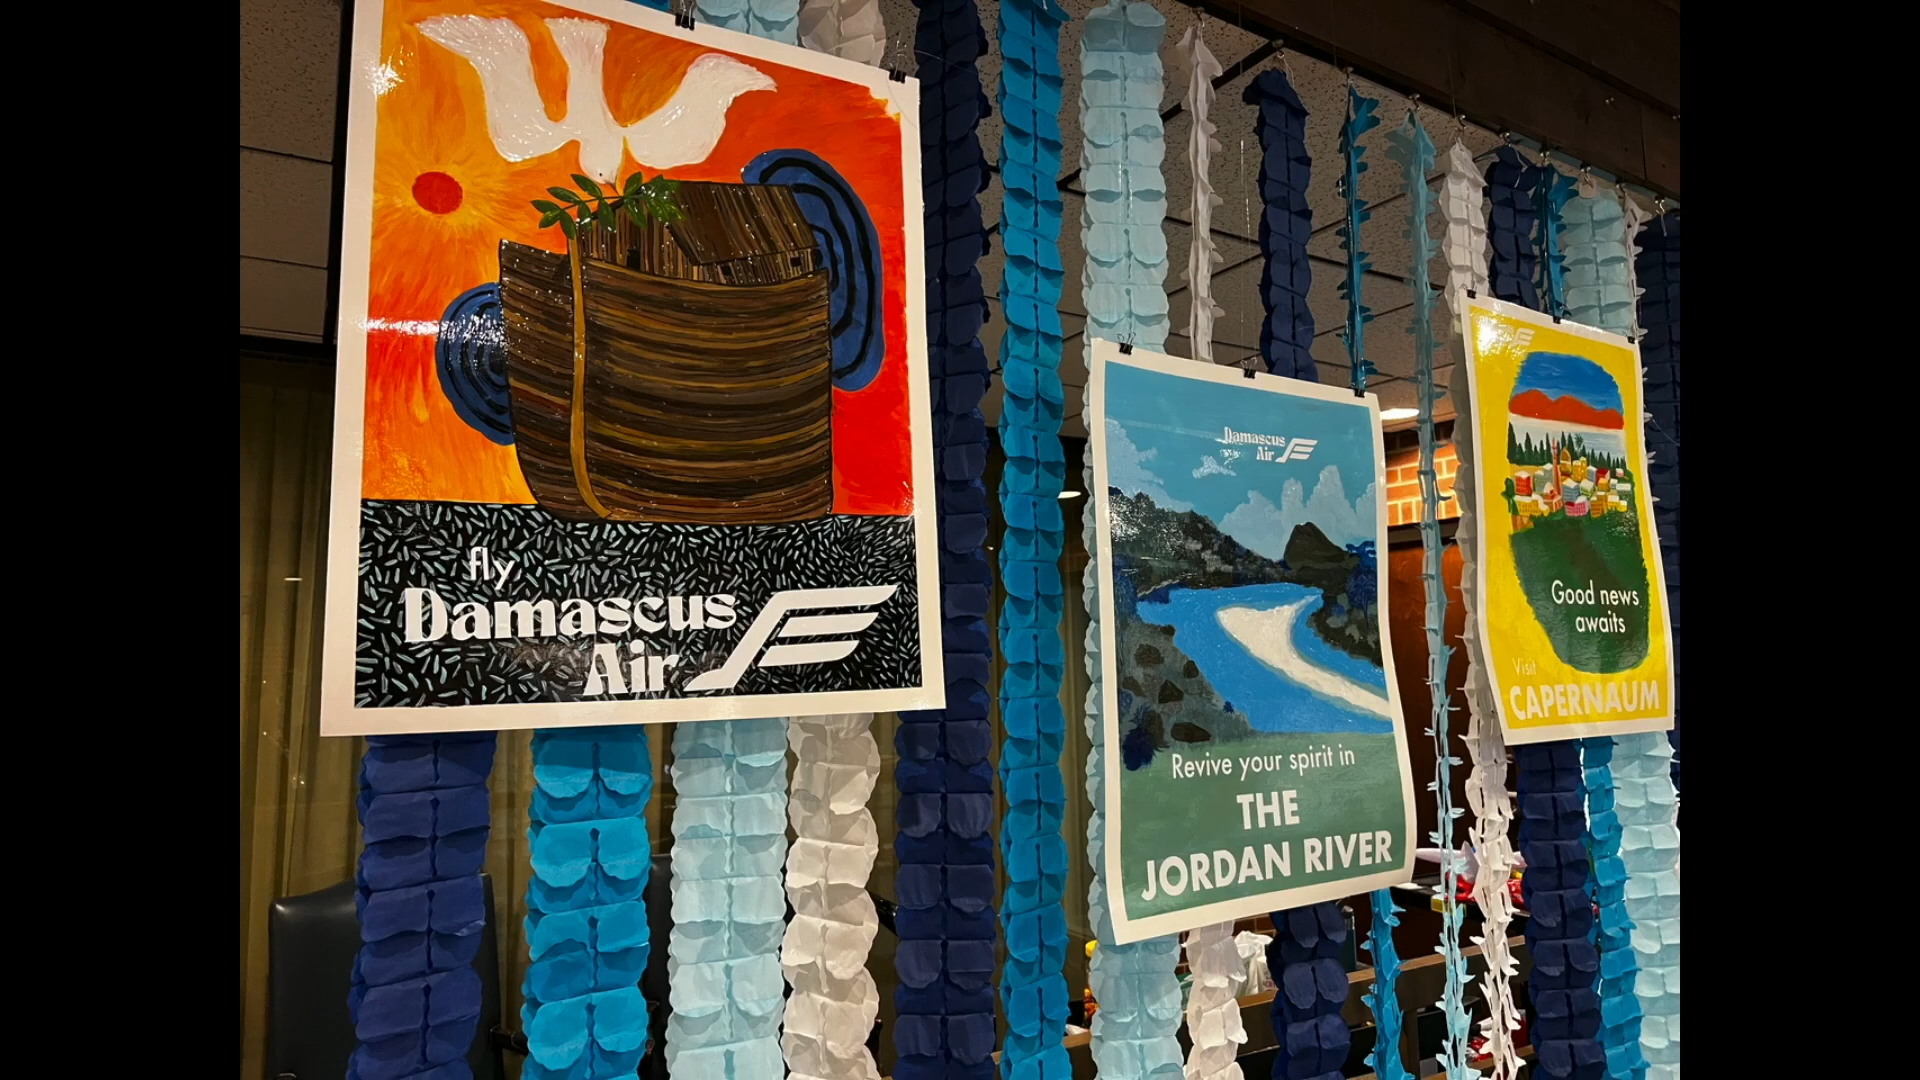 fly
Damascus
Air
Damascus
Air
Revive your spirit in
THE
JORDAN RIVER
Good news
awaits
Visit
CAPERNAUM